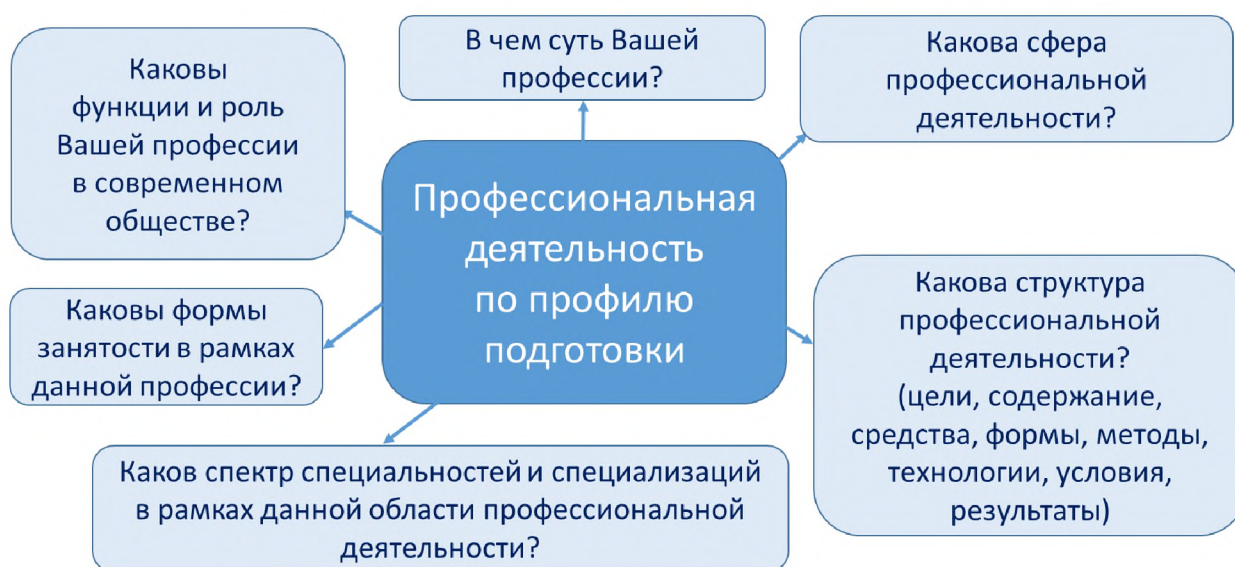 Каковы
функции и роль
Вашей профессии
в современном
обществе?
В чем суть Вашей
профессии?
Какова сфера
профессиональной
деятельности?
Профессиональная
деятельность
по профилю
подготовки
Каковы формы
занятости в рамках
данной профессии?
Какова структура
профессиональной
деятельности?
(цели, содержание,
средства, формы, методы,
технологии, условия,
результаты)
Каков спектр специальностей и специализаций
в рамках данной области профессиональной
деятельности?